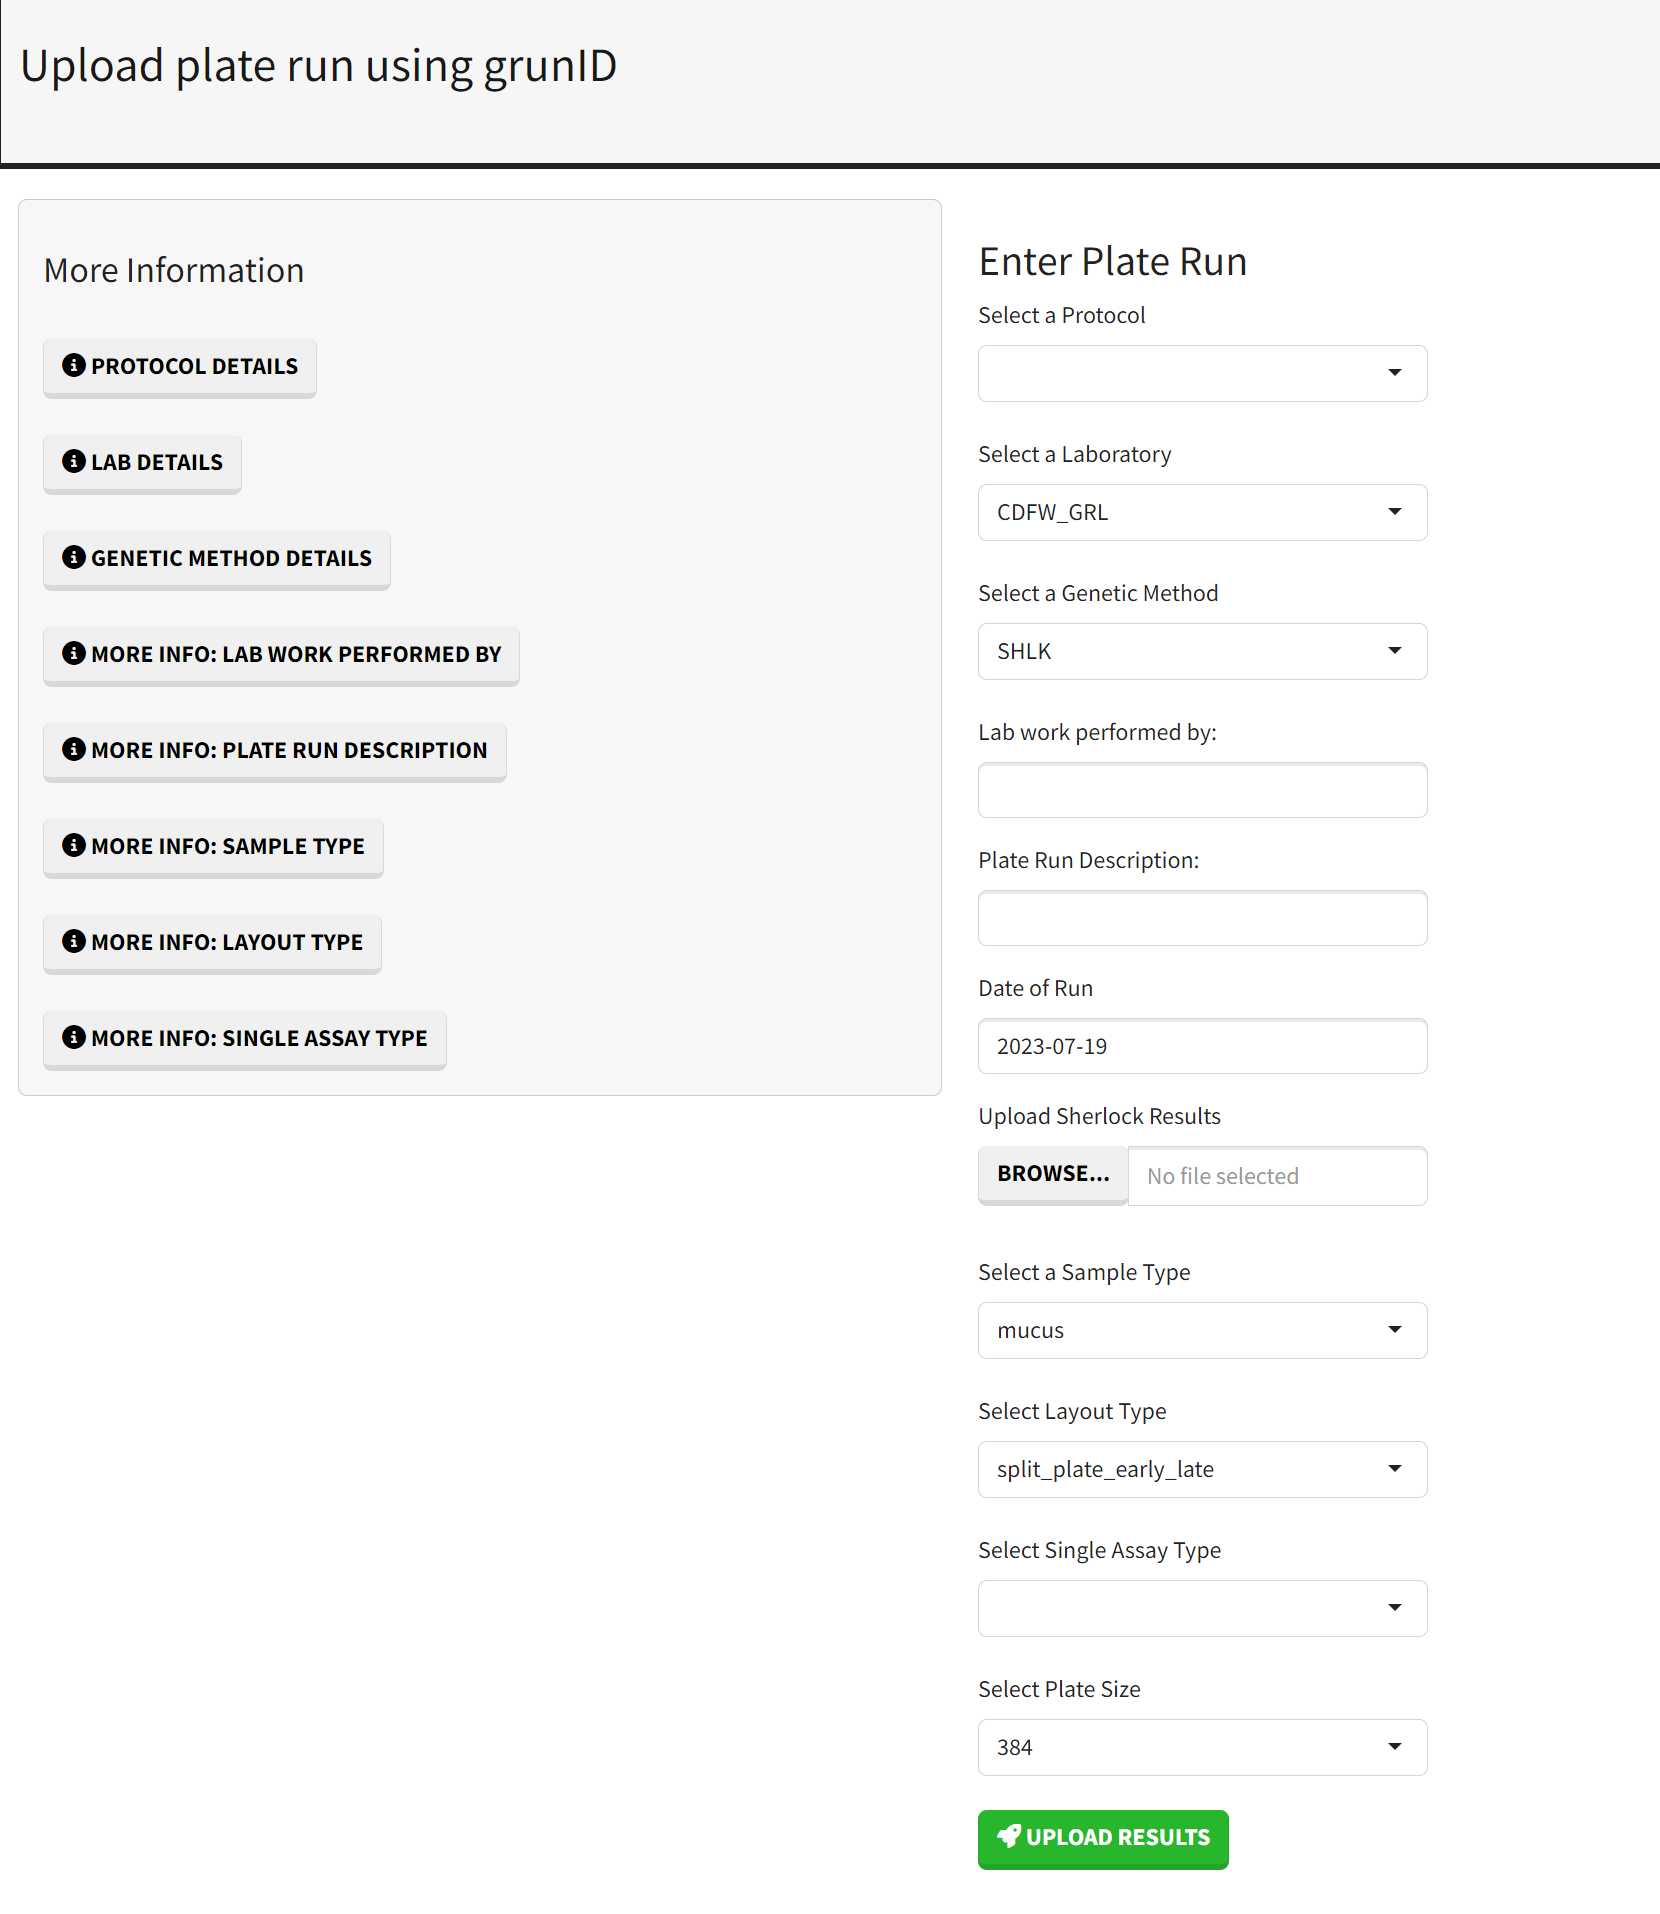 Upload plate run using grunID
More Information
PROTOCOL DETAILS
LAB DETAILS
GENETIC METHOD DETAILS
MORE INFO: LAB WORK PERFORMED BY
MORE INFO: PLATE RUN DESCRIPTION
MORE INFO: SAMPLE TYPE
MORE INFO: LAYOUT TYPE
MORE INFO: SINGLE ASSAY TYPE
Enter Plate Run
Select a Protocol
Select a Laboratory
CDFW_GRL
Select a Genetic Method
SHLK
Lab work performed by:
Plate Run Description:
Date of Run
2023-07-19
Upload Sherlock Results
BROWSE... No file selected
Select a Sample Type
mucus
Select Layout Type
split_plate_early_late
Select Single Assay Type
Select Plate Size
384
UPLOAD RESULTS